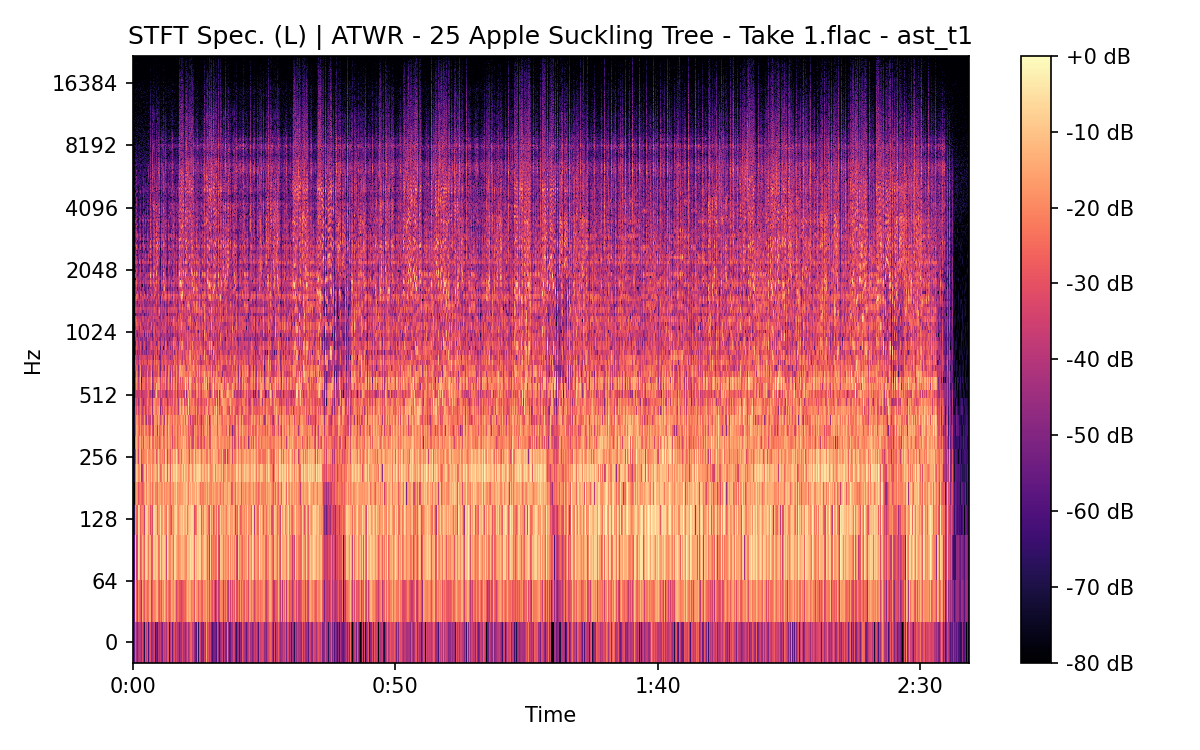 STFT Spec. (L) | ATWR - 25 Apple Suckling Tree - Take 1.flac - ast_t1
Hz
16384
8192
4096
2048
1024
512
256
128
64
0
0:00
0:50
1:40
2:30
Time
+0 dB
-10 dB
-20 dB
-30 dB
-40 dB
-50 dB
-60 dB
-70 dB
-80 dB